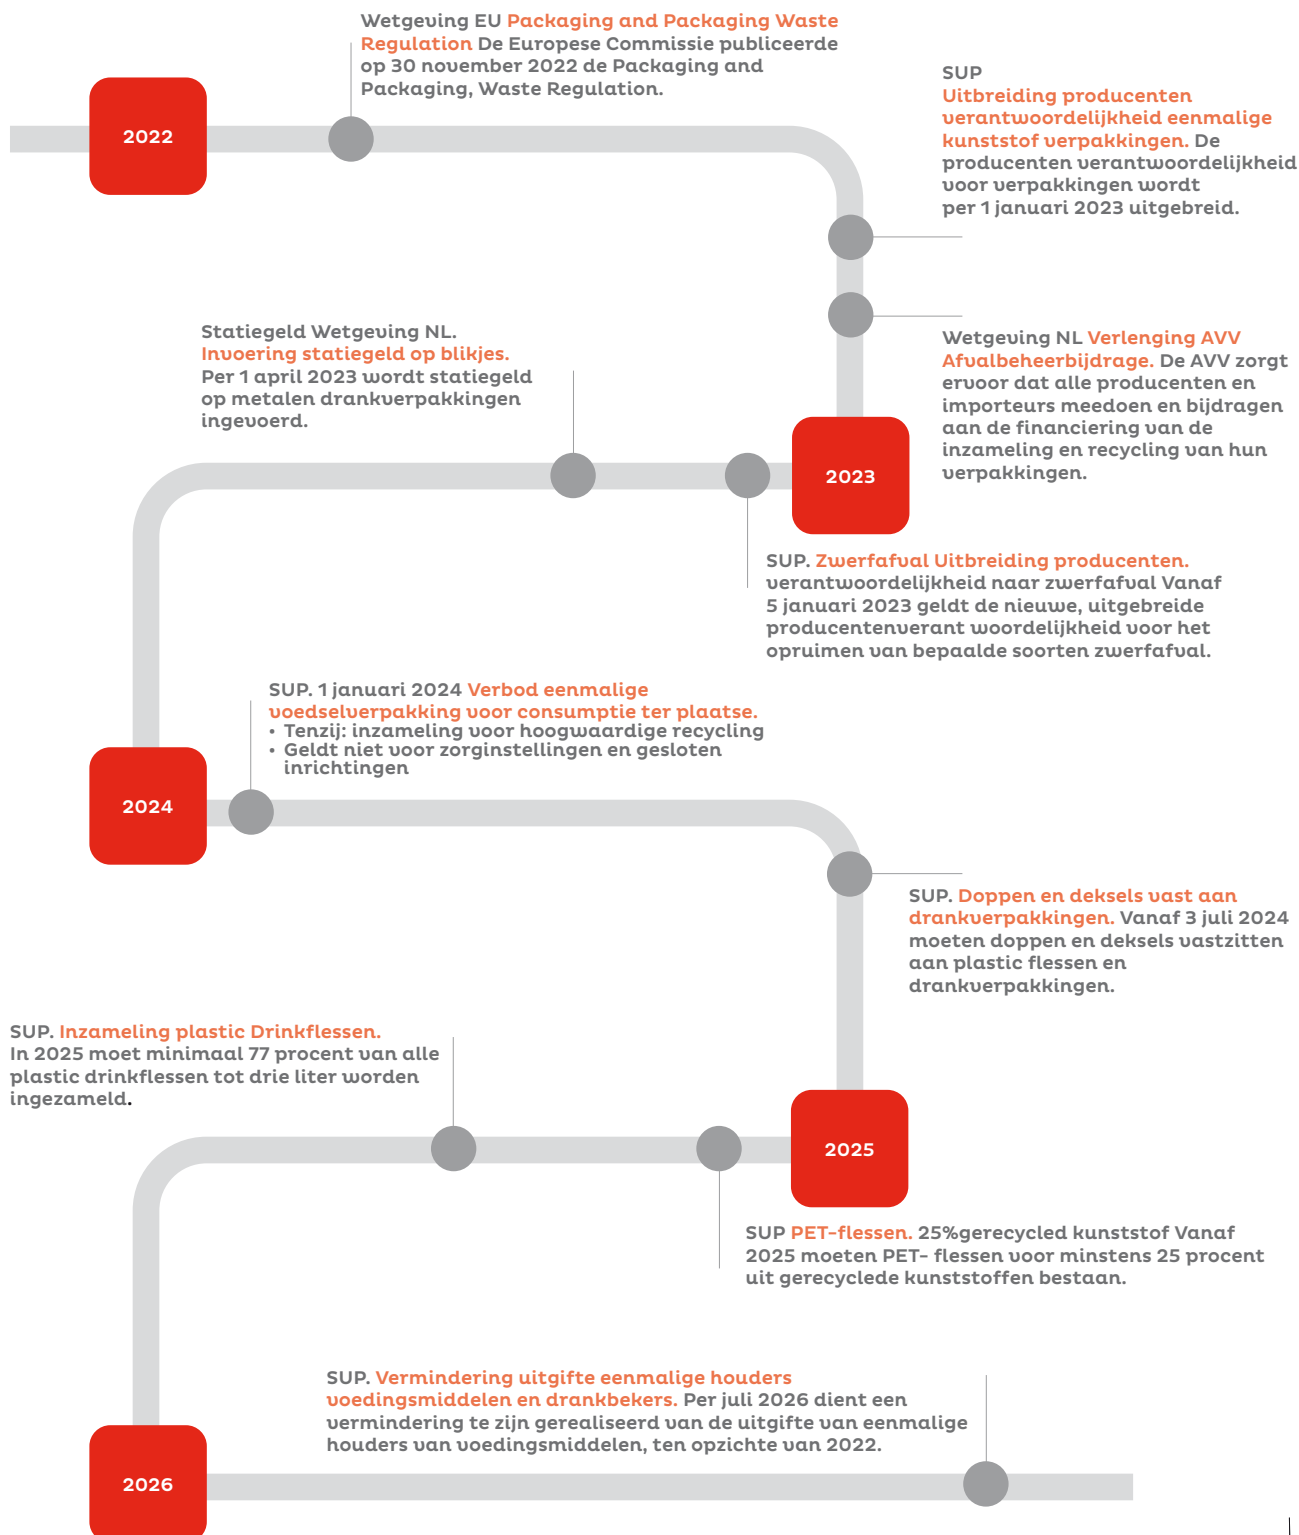 Wetgeving EU Packaging and Packaging Waste
Regulation De Europese Commissie publiceerde
op 30 november 2022 de Packaging and
Packaging, Waste Regulation.
2022
SUP
Uitbreiding producenten
verantwoordelijkheid eenmalige
kunststof verpakkingen. De
producenten verantwoordelijkheid
voor verpakkingen wordt
per 1 januari 2023 uitgebreid.
Wetgeving NL Verlenging AVV
Afvalbeheerbijdrage. De AVV zorgt
ervoor dat alle producenten en
importeurs meedoen en bijdragen
aan de financiering van de
inzameling en recycling van hun
verpakkingen.
2023
SUP. Zwerfafval Uitbreiding producenten.
verantwoordelijkheid naar zwerfafval Vanaf
5 januari 2023 geldt de nieuwe, uitgebreide
producentenverant woordelijkheid voor het
opruimen van bepaalde soorten zwerfafval.
Statiegeld Wetgeving NL.
Invoering statiegeld op blikjes.
Per 1 april 2023 wordt statiegeld
op metalen drankverpakkingen
ingevoerd.
2024
SUP. 1 januari 2024 Verbod eenmalige
voedselverpakking voor consumptie ter plaatse.
• Tenzij: inzameling voor hoogwaardige recycling
• Geldt niet voor zorginstellingen en gesloten
inrichtingen
SUP. Doppen en deksels vast aan
drankverpakkingen. Vanaf 3 juli 2024
moeten doppen en deksels vastzitten
aan plastic flessen en
drankverpakkingen.
2025
SUP PET-flessen. 25%gerecycled kunststof Vanaf
2025 moeten PET- flessen voor minstens 25 procent
uit gerecyclede kunststoffen bestaan.
SUP. Inzameling plastic Drinkflessen.
In 2025 moet minimaal 77 procent van alle
plastic drinkflessen tot drie liter worden
ingezameld.
2026
SUP. Vermindering uitgifte eenmalige houders
voedingsmiddelen en drankbekers. Per juli 2026 dient een
vermindering te zijn gerealiseerd van de uitgifte van eenmalige
houders van voedingsmiddelen, ten opzichte van 2022.